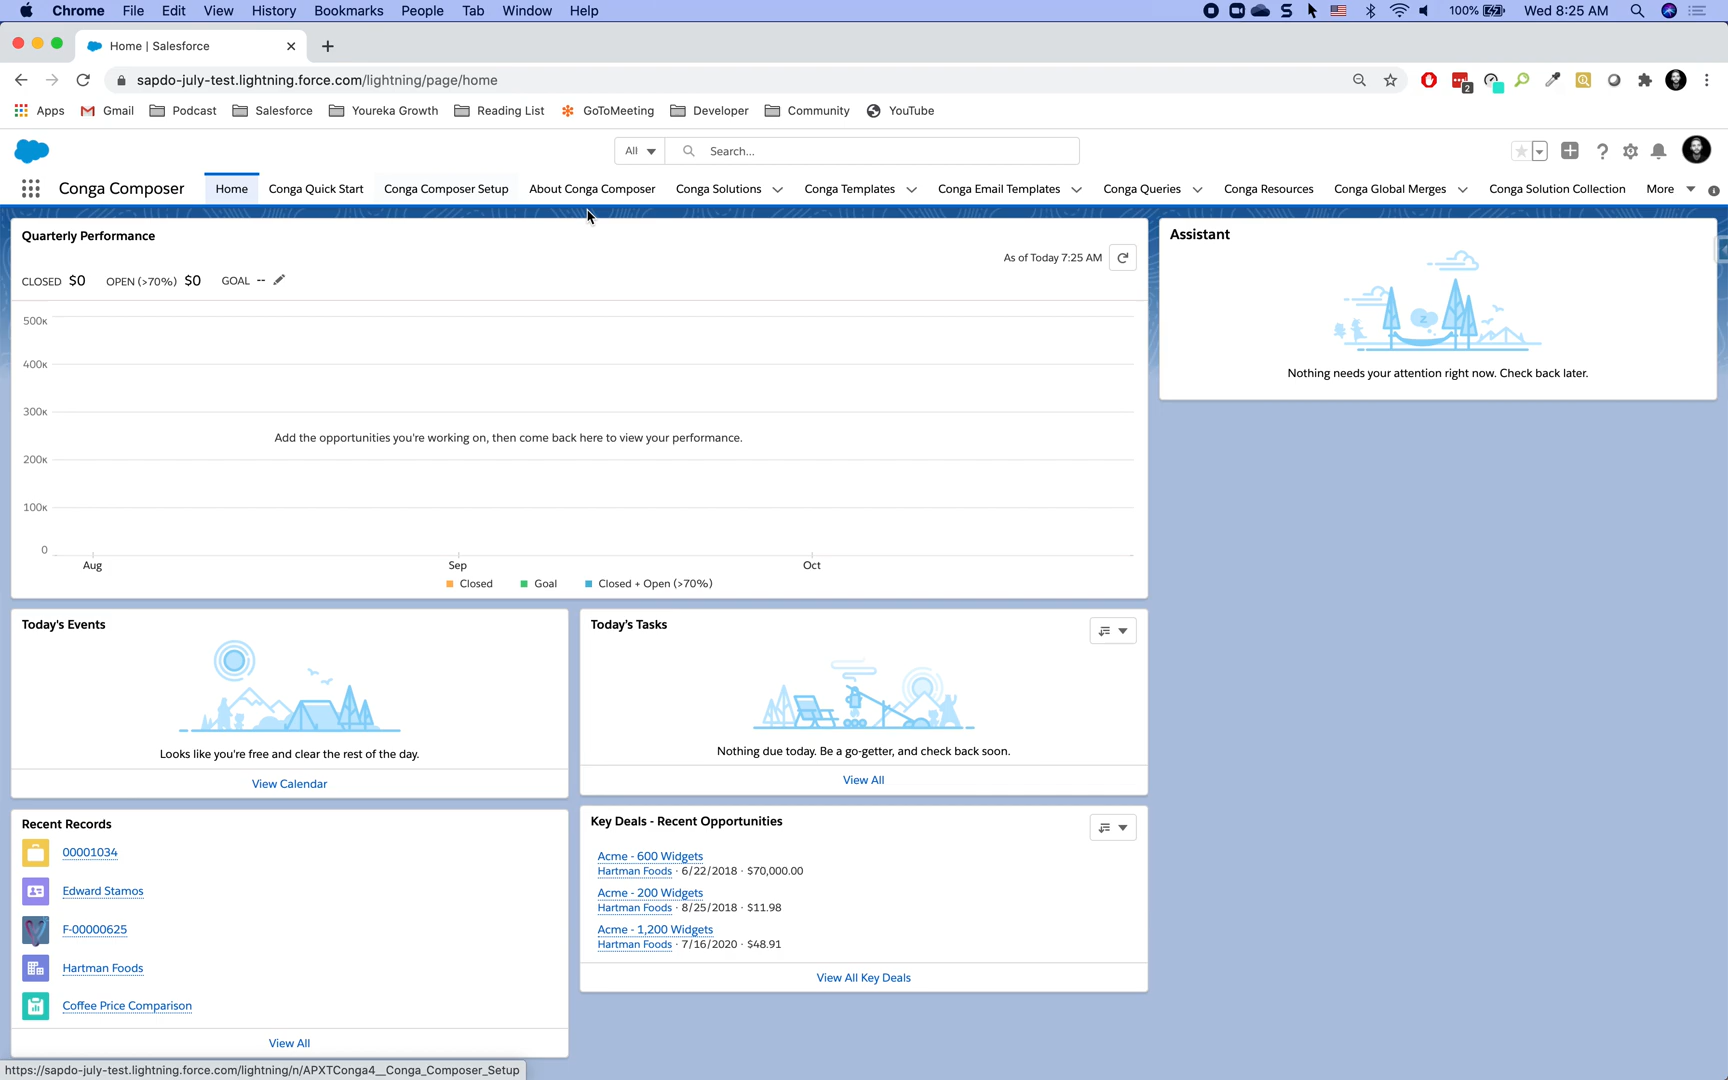 Chrome File Edit View History Bookmarks People Tab Window Help 100% Wed 8:25 AM
Home | Salesforce
sapdo-july-test.lightning.force.com/lightning/page/home
2
Apps Gmail Podcast Salesforce Youreka Growth Reading List GoToMeeting Developer Community YouTube
All Search...
Conga Composer Home Conga Quick Start Conga Composer Setup About Conga Composer Conga Solutions Conga Templates Conga Email Templates Conga Queries Conga Resources Conga Global Merges Conga Solution Collection More
Quarterly Performance
As of Today 7:25 AM
CLOSED $0 OPEN (>70%) $0 GOAL --
500K
400K
300K
Add the opportunities you're working on, then come back here to view your performance.
200K
100K
0
Aug Sep Oct
Closed Goal Closed + Open (>70%)
Assistant
Z
Nothing needs your attention right now. Check back later.
Today's Events
Looks like you're free and clear the rest of the day.
View Calendar
Today's Tasks
Nothing due today. Be a go-getter, and check back soon.
View All
Recent Records
00001034
Edward Stamos
F-00000625
Hartman Foods
Coffee Price Comparison
View All
Key Deals - Recent Opportunities
Acme - 600 Widgets
Hartman Foods · 6/22/2018 · $70,000.00
Acme - 200 Widgets
Hartman Foods · 8/25/2018 · $11.98
Acme - 1,200 Widgets
Hartman Foods · 7/16/2020 · $48.91
View All Key Deals
https://sapdo-july-test.lightning.force.com/lightning/n/APXTConga4__Conga_Composer_Setup